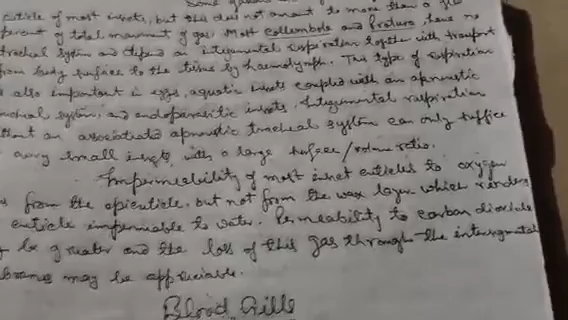 Some gaseous
cuticle of most insects, but this does not amount to more than a few
percent of total movement of gas. Most collembola and Protura have no
tracheal system and depend on integumental respiration together with transport
from body surface to the tissue by haemolymph. This type of respiration
also important in eggs, aquatic insects coupled with an apneustic
system, and endoparasitic insects. Integumental respiration
an associated apneustic tracheal system can only suffice
very small insects with a large surface/volume ratio.
Impermeability of most insect cuticles to oxygen
from the epicuticle, but not from the wax layer which renders
cuticle impermeable to water. Permeability to carbon dioxide
be greater and the loss of this gas through the integumental
may be appreciable.
Blood Gills